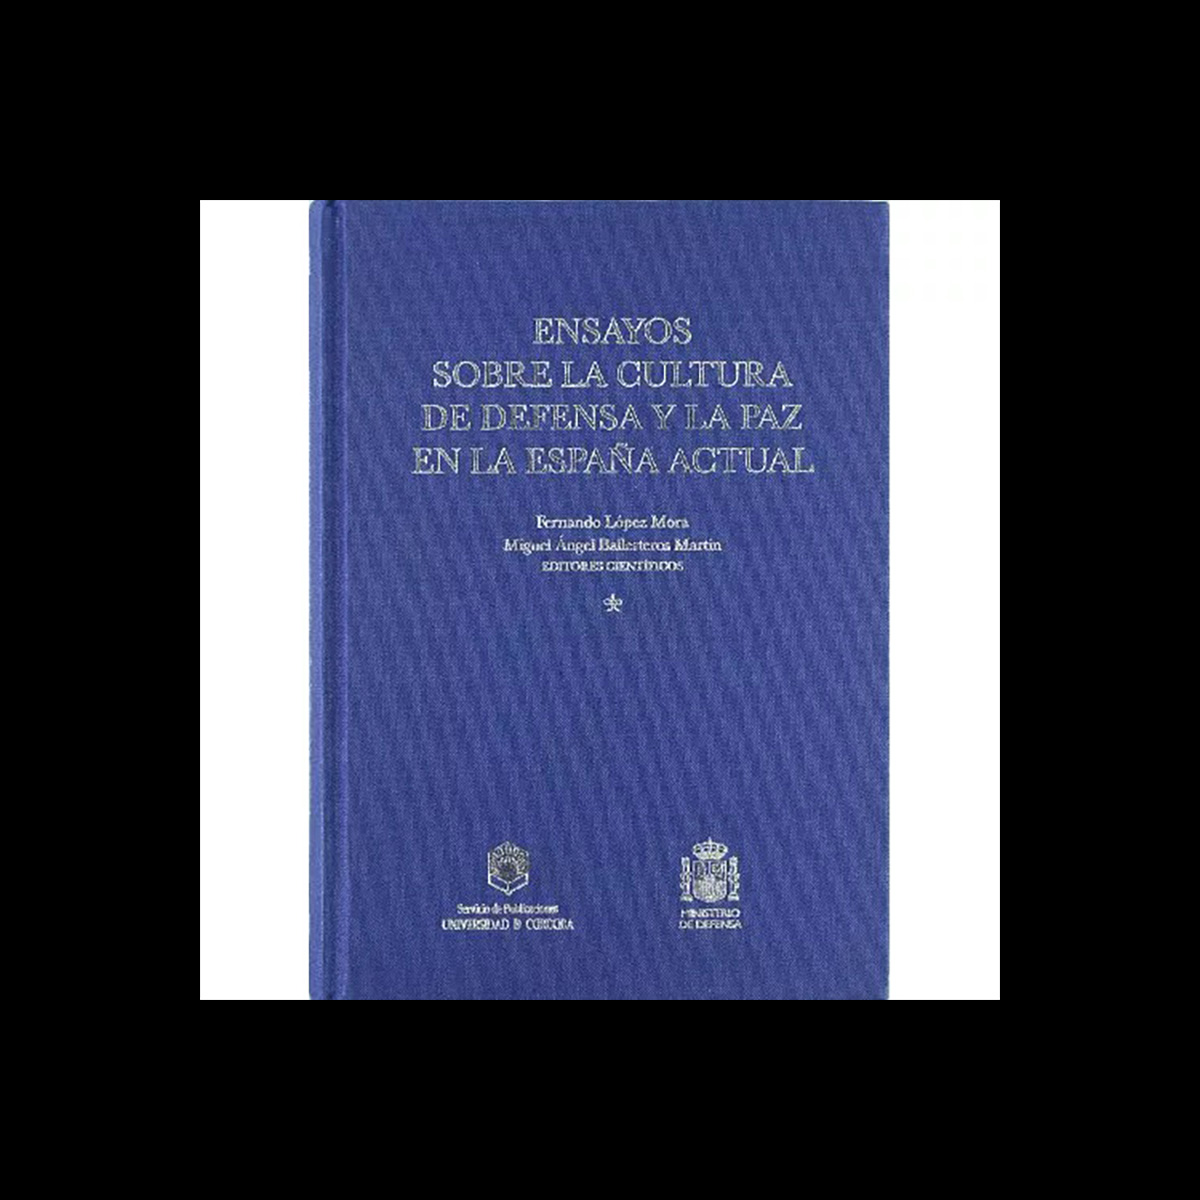 ENSAYOS
SOBRE LA CULTURA
DE DEFENSA Y LA PAZ
EN LA ESPAÑA ACTUAL
Fernando López Mora
Miguel Ángel Ballesteros Martín
EDITORES CIENTÍFICOS
Servicio de Publicaciones
UNIVERSIDAD DE CÓRDOBA
MINISTERIO
DE DEFENSA